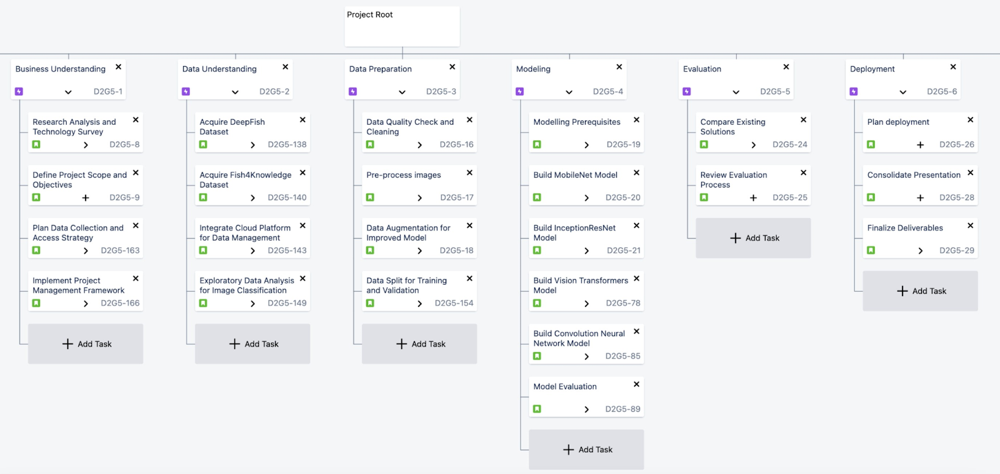 Project Root
Business Understanding
D2G5-1
Research Analysis and
Technology Survey
D2G5-8
Define Project Scope and
Objectives
D2G5-9
Plan Data Collection and
Access Strategy
D2G5-163
Implement Project
Management Framework
D2G5-166
Add Task
Data Understanding
D2G5-2
Acquire DeepFish
Dataset
D2G5-138
Acquire Fish4Knowledge
Dataset
D2G5-140
Integrate Cloud Platform
for Data Management
D2G5-143
Exploratory Data Analysis
for Image Classification
D2G5-149
Add Task
Data Preparation
D2G5-3
Data Quality Check and
Cleaning
D2G5-16
Pre-process images
D2G5-17
Data Augmentation for
Improved Model
D2G5-18
Data Split for Training
and Validation
D2G5-154
Add Task
Modeling
D2G5-4
Modelling Prerequisites
D2G5-19
Build MobileNet Model
D2G5-20
Build InceptionResNet
Model
D2G5-21
Build Vision Transformers
Model
D2G5-78
Build Convolution Neural
Network Model
D2G5-85
Model Evaluation
D2G5-89
Add Task
Evaluation
D2G5-5
Compare Existing
Solutions
D2G5-24
Review Evaluation
Process
D2G5-25
Add Task
Deployment
D2G5-6
Plan deployment
D2G5-26
Consolidate Presentation
D2G5-28
Finalize Deliverables
D2G5-29
Add Task